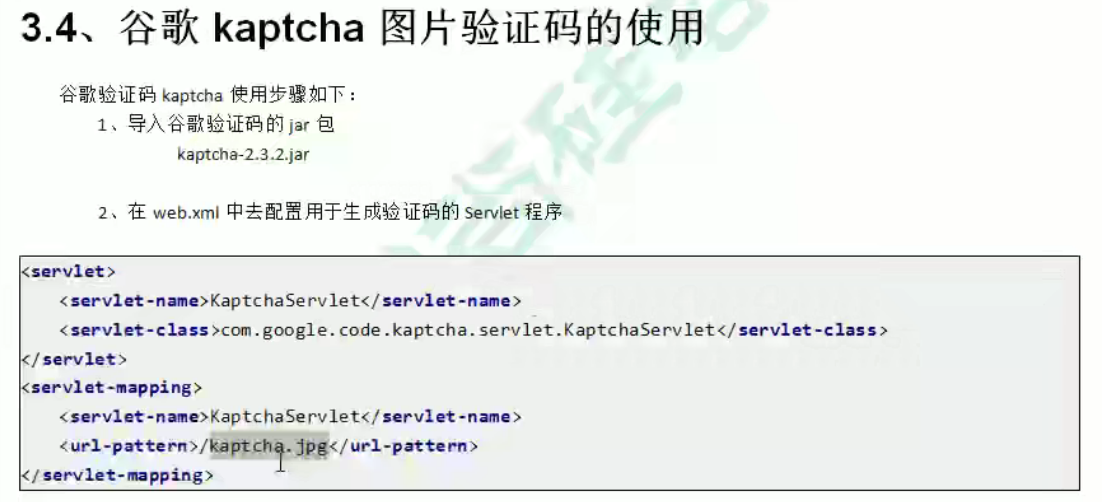 3.4、谷歌 kaptcha 图片验证码的使用
谷歌验证码 kaptcha 使用步骤如下：
1、导入谷歌验证码的 jar 包
kaptcha-2.3.2.jar
2、在 web.xml 中去配置用于生成验证码的 Servlet 程序
<servlet>
<servlet-name>KaptchaServlet</servlet-name>
<servlet-class>com.google.code.kaptcha.servlet.KaptchaServlet</servlet-class>
</servlet>
<servlet-mapping>
<servlet-name>KaptchaServlet</servlet-name>
<url-pattern>/kaptcha.jpg</url-pattern>
</servlet-mapping>